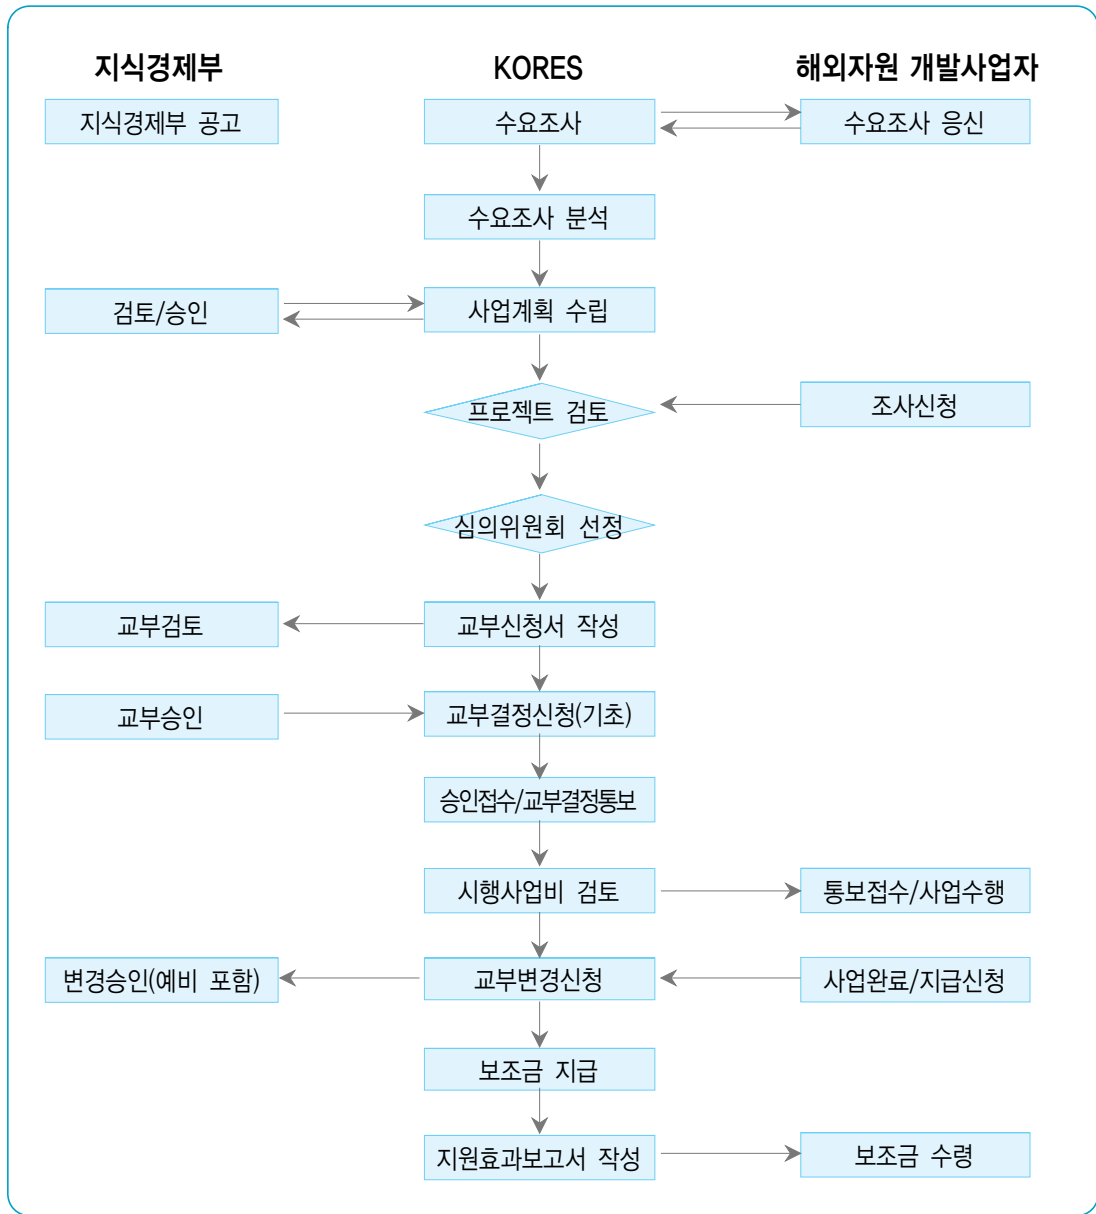 지식경제부 KORES 해외자원 개발사업자
지식경제부 공고 수요조사 수요조사 응신
수요조사 분석
검토/승인 사업계획 수립
프로젝트 검토 조사신청
심의위원회 선정
교부검토 교부신청서 작성
교부승인 교부결정신청(기초)
승인접수/교부결정통보
시행사업비 검토 통보접수/사업수행
변경승인(예비 포함) 교부변경신청 사업완료/지급신청
보조금 지급
지원효과보고서 작성 보조금 수령